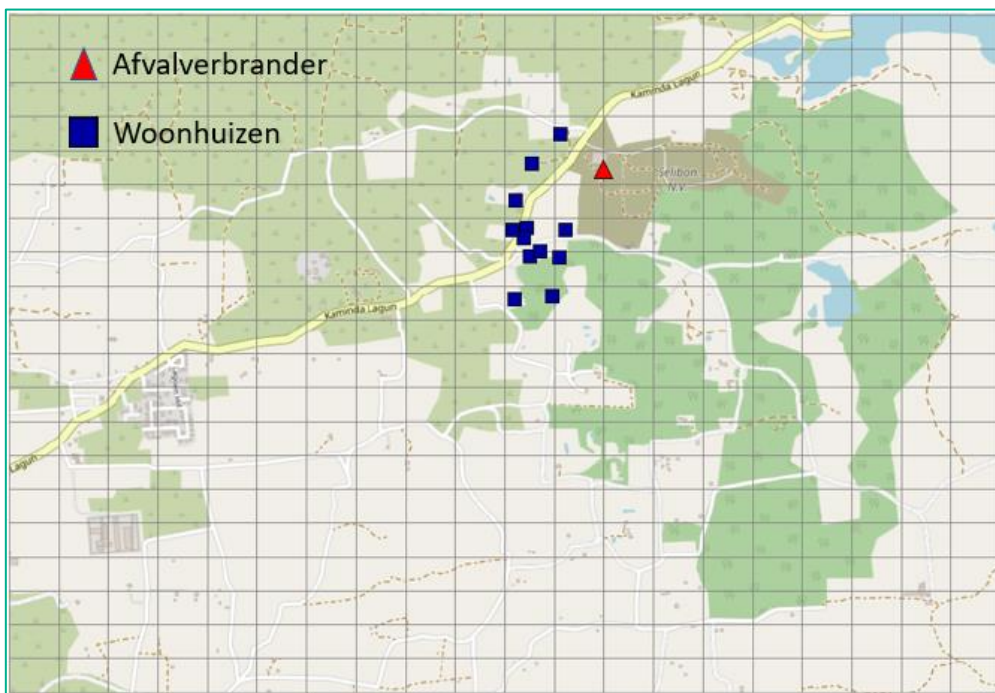 Afvalverbrander
Woonhuizen
Kaminda Lagun
Selibon
N.V.
Kaminda Lagun
Lagun